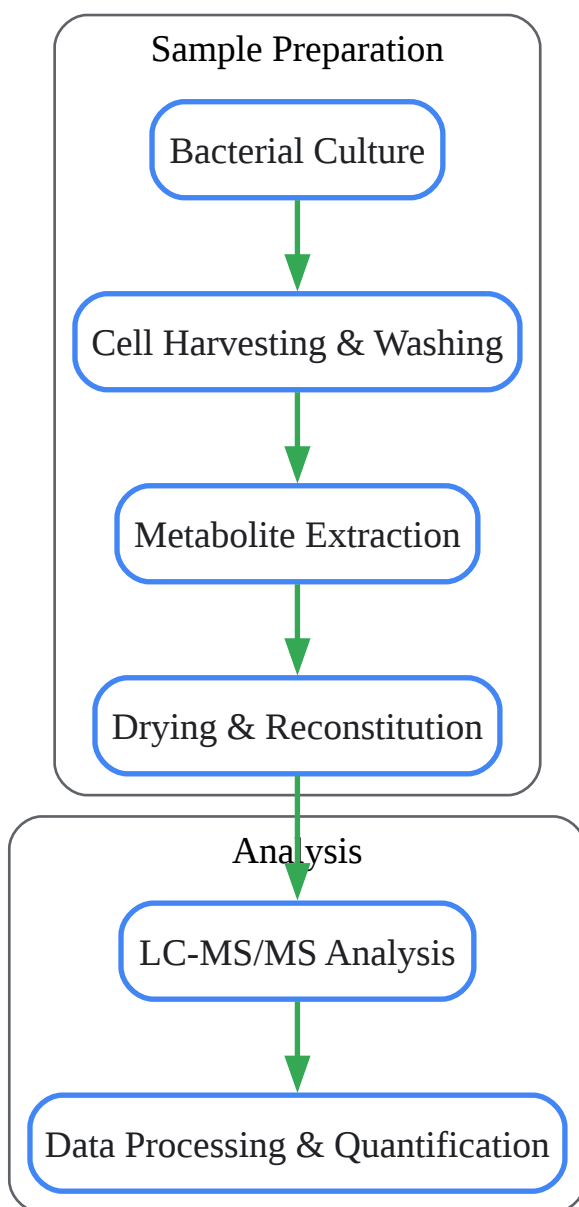 Sample Preparation
Bacterial Culture
Cell Harvesting & Washing
Metabolite Extraction
Drying & Reconstitution
Analysis
LC-MS/MS Analysis
Data Processing & Quantification